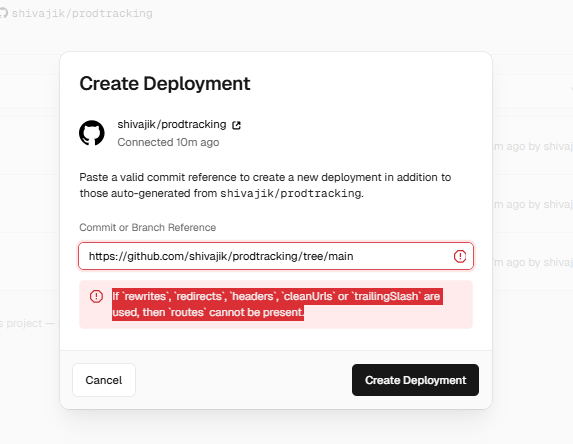 shivajik/prodtracking
Create Deployment
shivajik/prodtracking
Connected 10m ago
m ago by shivaj
Paste a valid commit reference to create a new deployment in addition to
those auto-generated from shivajik/prodtracking.
m ago by shivaj
Commit or Branch Reference
https://github.com/shivajik/prodtracking/tree/main
m ago by shivaj
If `rewrites`, `redirects`, `headers`, `cleanUrls` or `trailingSlash` are
used, then `routes` cannot be present.
s project —
Cancel
Create Deployment